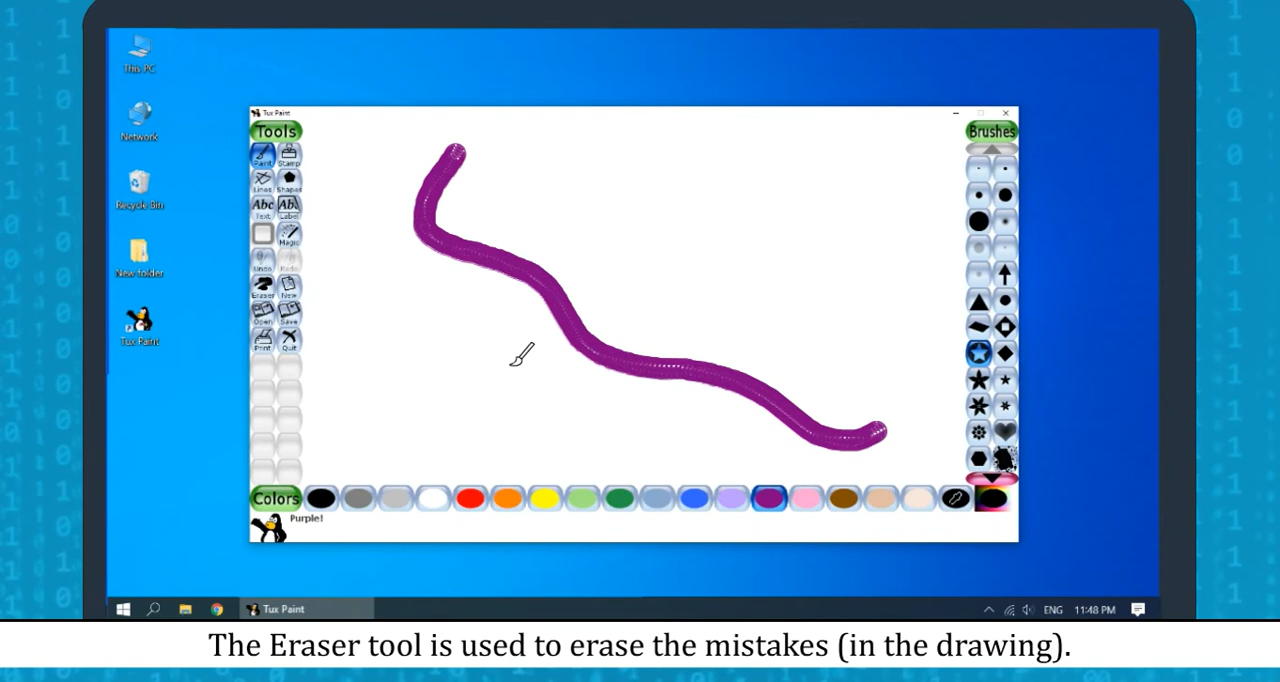 This PC
Network
Recycle Bin
New folder
Tux Paint
Tux Paint
Tools
Brushes
Paint
Stamp
Lines
Shapes
Abc
Abc
Text
Label
Magic
Undo
Redo
Eraser
New
Open
Save
Print
Quit
Colors
Purple!
Tux Paint
ENG
11:48 PM
The Eraser tool is used to erase the mistakes (in the drawing).